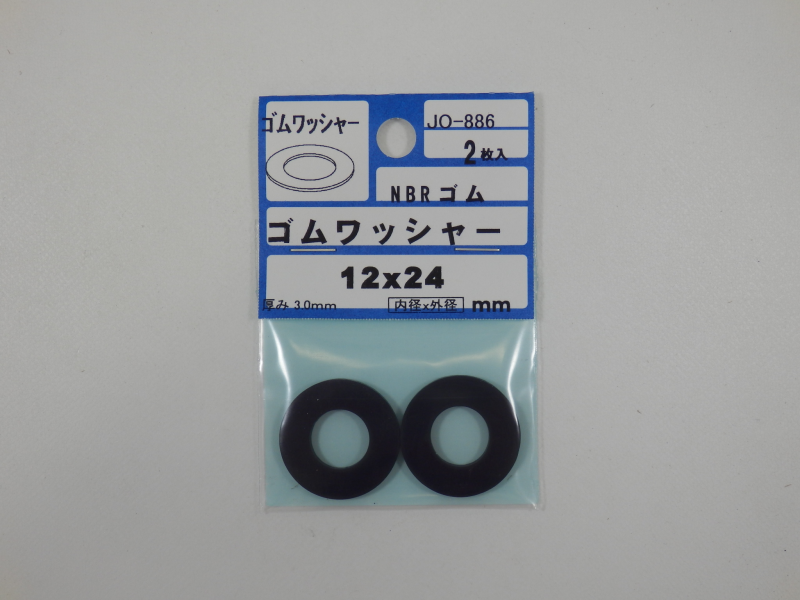 ゴムワッシャー
JO-886
2枚入
NBRゴム
ゴムワッシャー
12x24
厚み 3.0mm 内径x外径 mm